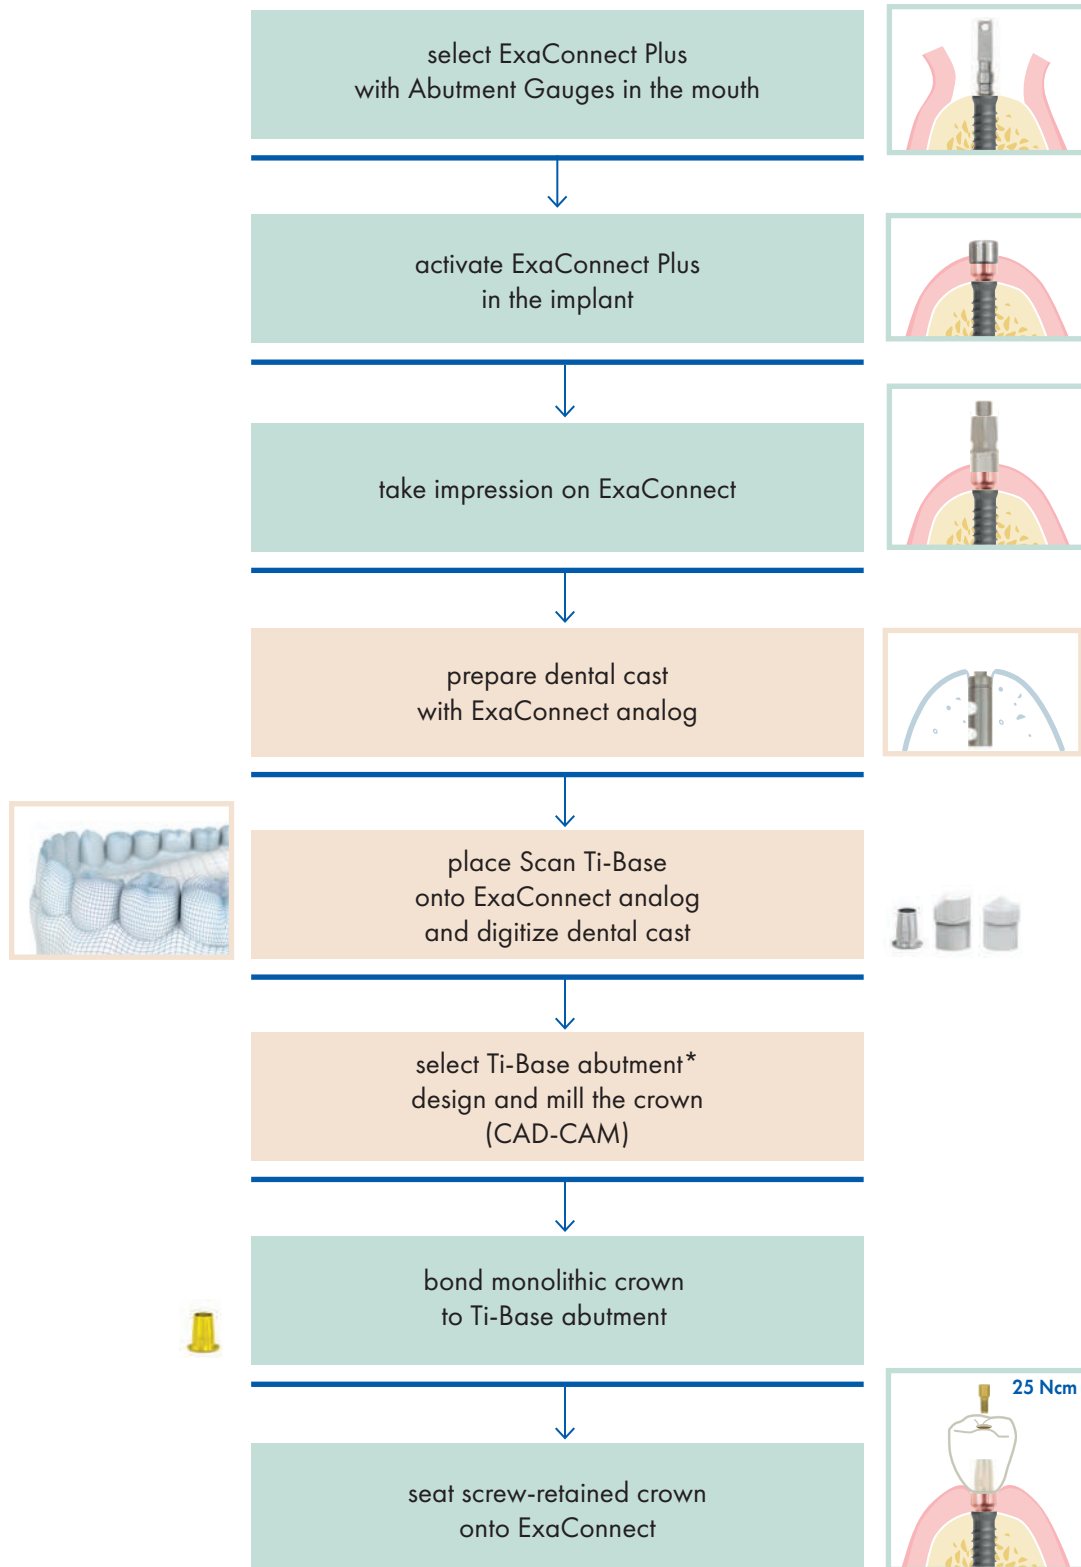 select ExaConnect Plus
with Abutment Gauges in the mouth
activate ExaConnect Plus
in the implant
take impression on ExaConnect
prepare dental cast
with ExaConnect analog
place Scan Ti-Base
onto ExaConnect analog
and digitize dental cast
select Ti-Base abutment*
design and mill the crown
(CAD-CAM)
bond monolithic crown
to Ti-Base abutment
25 Ncm
seat screw-retained crown
onto ExaConnect